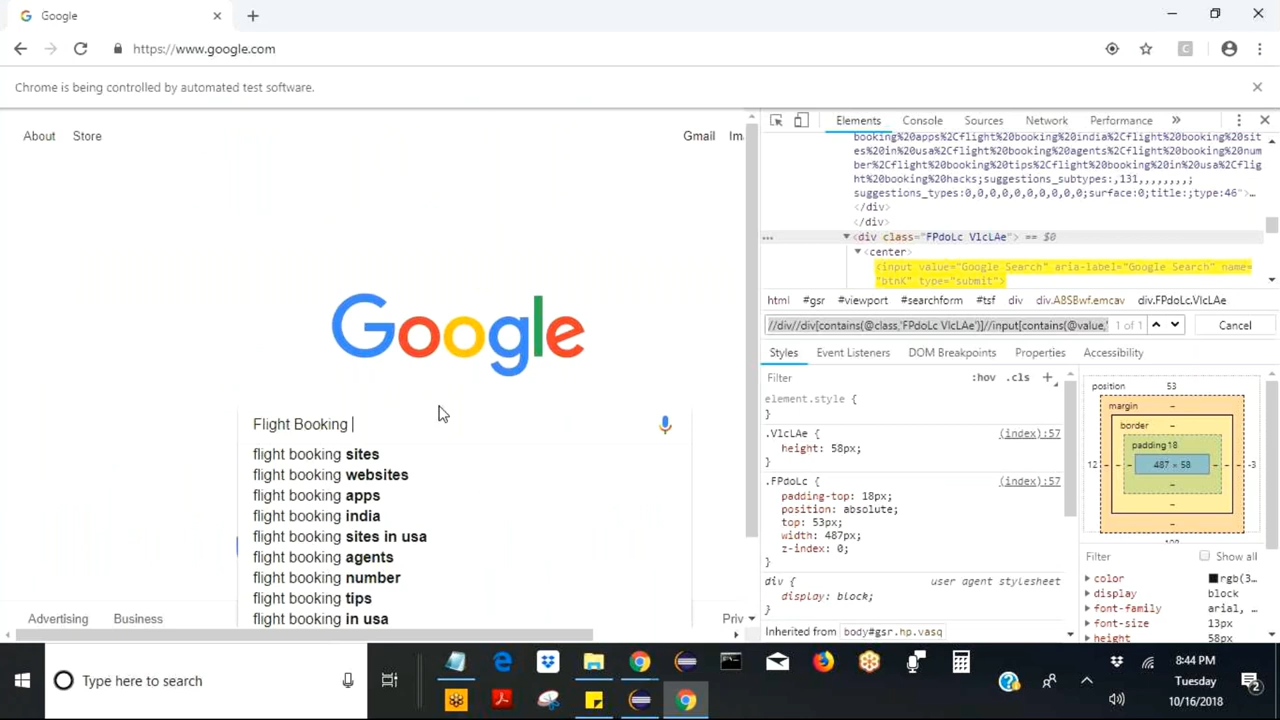 Google
https://www.google.com
Chrome is being controlled by automated test software.
About Store
Gmail Im
Google
Flight Booking
flight booking sites
flight booking websites
flight booking apps
flight booking india
flight booking sites in usa
flight booking agents
flight booking number
flight booking tips
flight booking in usa
Advertising Business
Priv
Elements Console Sources Network Performance »
booking%20apps%2Cflight%20booking%20india%2Cflight%20booking%20sit
es%20in%20usa%2Cflight%20booking%20agents%2Cflight%20booking%20num
ber%2Cflight%20booking%20tips%2Cflight%20booking%20in%20usa%2Cflig
ht%20booking%20hacks;suggestions_subtypes:,131,,,,,,,,;
suggestions_types:0,0,0,0,0,0,0,0,0,0;surface:0;title:;type:46">…
</div>
</div>
… <div class="FPdoLc VlcLAe"> == $0
<center>
<input value="Google Search" aria-label="Google Search" name=
"btnK" type="submit">
html #gsr #viewport #searchform #tsf div div.A8SBwf.emcav div.FPdoLc.VlcLAe
//div//div[contains(@class,'FPdoLc VlcLAe')]//input[contains(@value,' 1 of 1 Cancel
Styles Event Listeners DOM Breakpoints Properties Accessibility
Filter :hov .cls +
element.style {
}
.VlcLAe { (index):57
height: 58px;
}
.FPdoLc { (index):57
padding-top: 18px;
position: absolute;
top: 53px;
width: 487px;
z-index: 0;
}
div { user agent stylesheet
display: block;
}
Inherited from body#gsr.hp.vasq
position 53
margin –
border –
padding 18
12 – – 487 × 58 – – -3
–
–
–
Filter Show all
color rgb(3…
display block
font-family arial, …
font-size 13px
height 58px
Type here to search
8:44 PM
Tuesday
10/16/2018
2